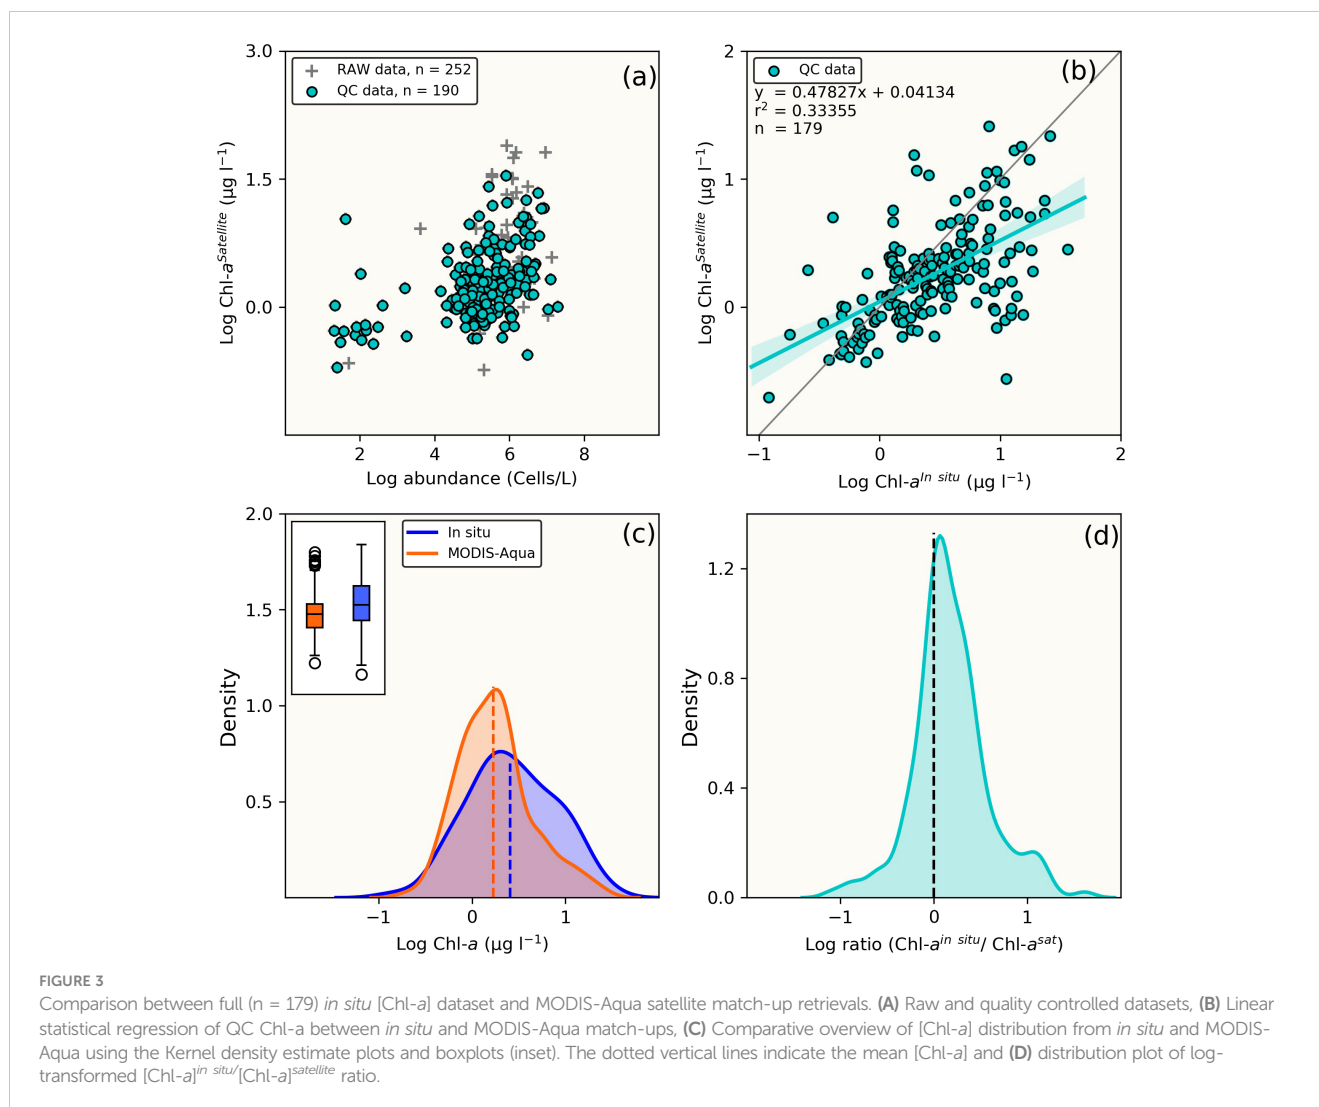 3.0
1.5
0.0
Log Chl-a^Satellite (μg l⁻¹)
RAW data, n = 252
QC data, n = 190
(a)
2 4 6 8
Log abundance (Cells/L)
2
1
0
Log Chl-a^Satellite (μg l⁻¹)
QC data
(b)
y = 0.47827x + 0.04134
r² = 0.33355
n = 179
−1 0 1 2
Log Chl-a^In situ (μg l⁻¹)
2.0
1.5
1.0
0.5
Density
In situ
MODIS-Aqua
(c)
−1 0 1
Log Chl-a (μg l⁻¹)
1.2
0.8
0.4
0.0
Density
(d)
−1 0 1
Log ratio (Chl-a^in situ/ Chl-a^sat)
FIGURE 3
Comparison between full (n = 179) in situ [Chl-a] dataset and MODIS-Aqua satellite match-up retrievals. (A) Raw and quality controlled datasets, (B) Linear
statistical regression of QC Chl-a between in situ and MODIS-Aqua match-ups, (C) Comparative overview of [Chl-a] distribution from in situ and MODIS-
Aqua using the Kernel density estimate plots and boxplots (inset). The dotted vertical lines indicate the mean [Chl-a] and (D) distribution plot of log-
transformed [Chl-a]^in situ/[Chl-a]^satellite ratio.